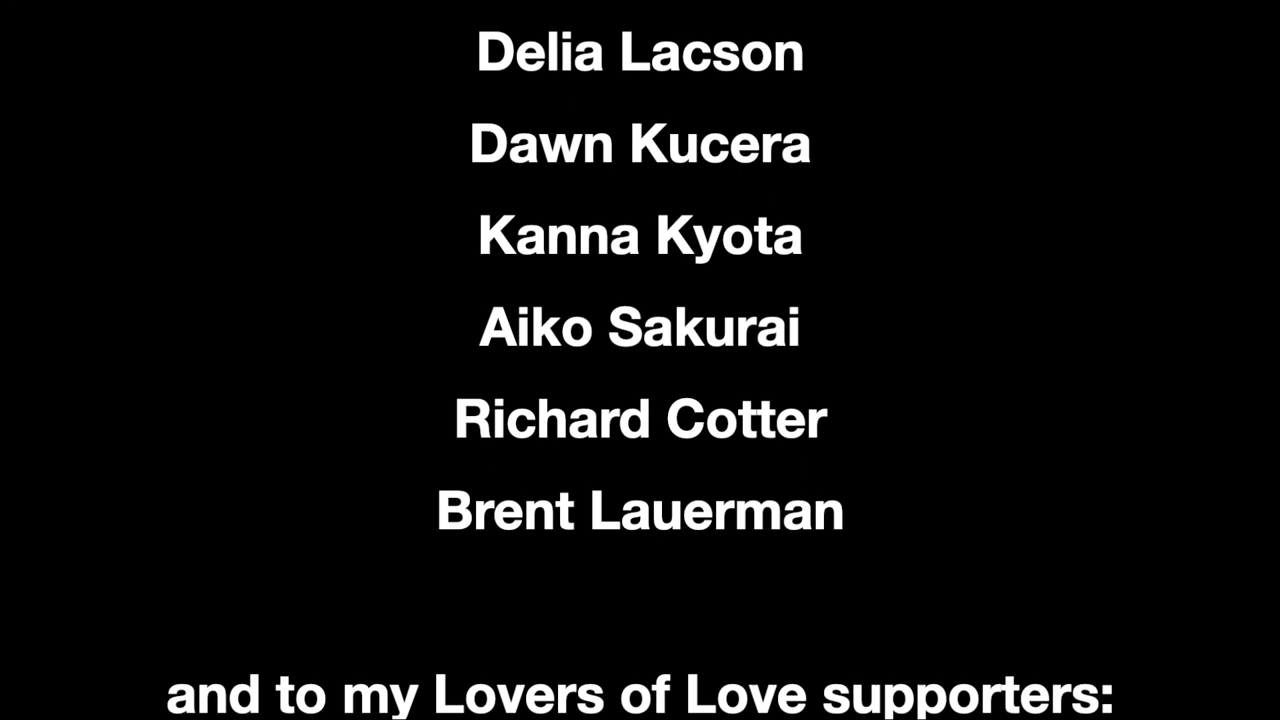 Delia Lacson
Dawn Kucera
Kanna Kyota
Aiko Sakurai
Richard Cotter
Brent Lauerman
and to my Lovers of Love supporters: